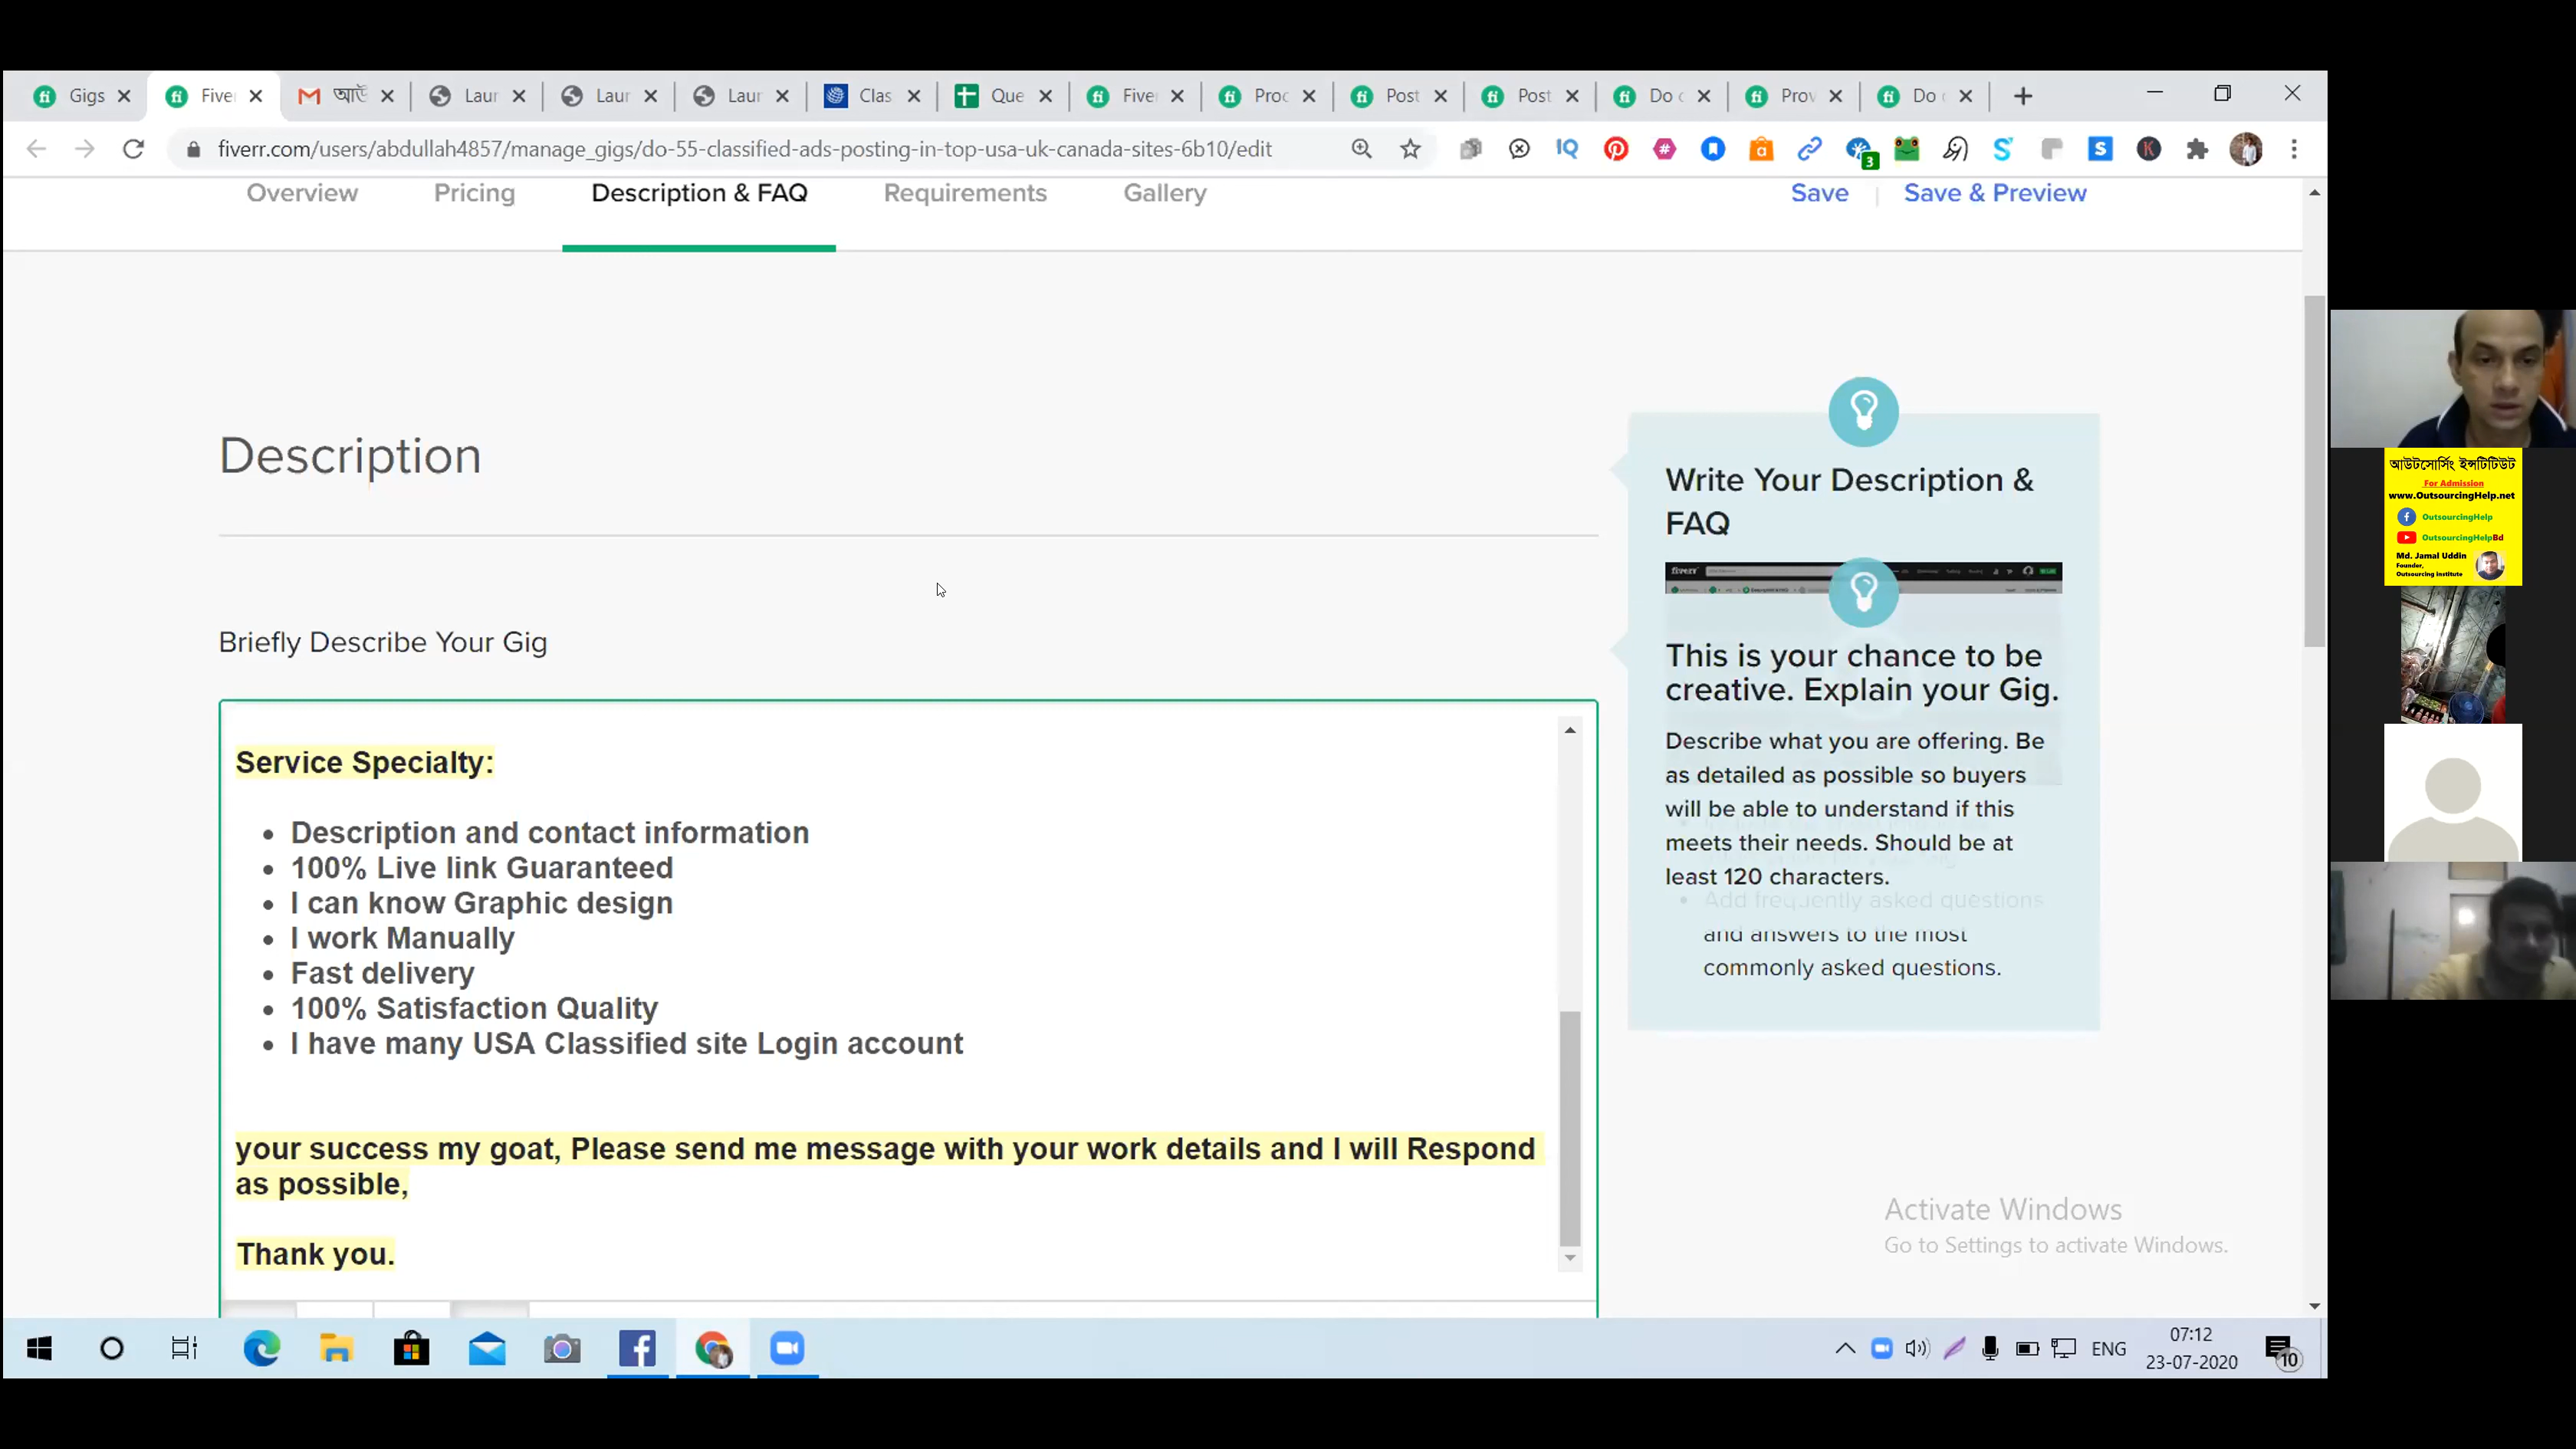 Gigs
Fiver
আউ
Laur
Laur
Laur
Clas
Que
Fiver
Proc
Post
Post
Do
Prov
Do
fiverr.com/users/abdullah4857/manage_gigs/do-55-classified-ads-posting-in-top-usa-uk-canada-sites-6b10/edit
IQ
3
Overview Pricing Description & FAQ Requirements Gallery
Save Save & Preview
Description
Briefly Describe Your Gig
Service Specialty:
• Description and contact information
• 100% Live link Guaranteed
• I can know Graphic design
• I work Manually
• Fast delivery
• 100% Satisfaction Quality
• I have many USA Classified site Login account
your success my goat, Please send me message with your work details and I will Respond
as possible,
Thank you.
Write Your Description &
FAQ
fiverr
This is your chance to be
creative. Explain your Gig.
Describe what you are offering. Be
as detailed as possible so buyers
will be able to understand if this
meets their needs. Should be at
least 120 characters.
• Add frequently asked questions
and answers to the most
commonly asked questions.
Activate Windows
Go to Settings to activate Windows.
আউটসোর্সিং ইন্সটিটিউট
For Admission
www.OutsourcingHelp.net
OutsourcingHelp
OutsourcingHelpBd
Md. Jamal Uddin
Founder,
Outsourcing Institute
ENG
07:12
23-07-2020
10